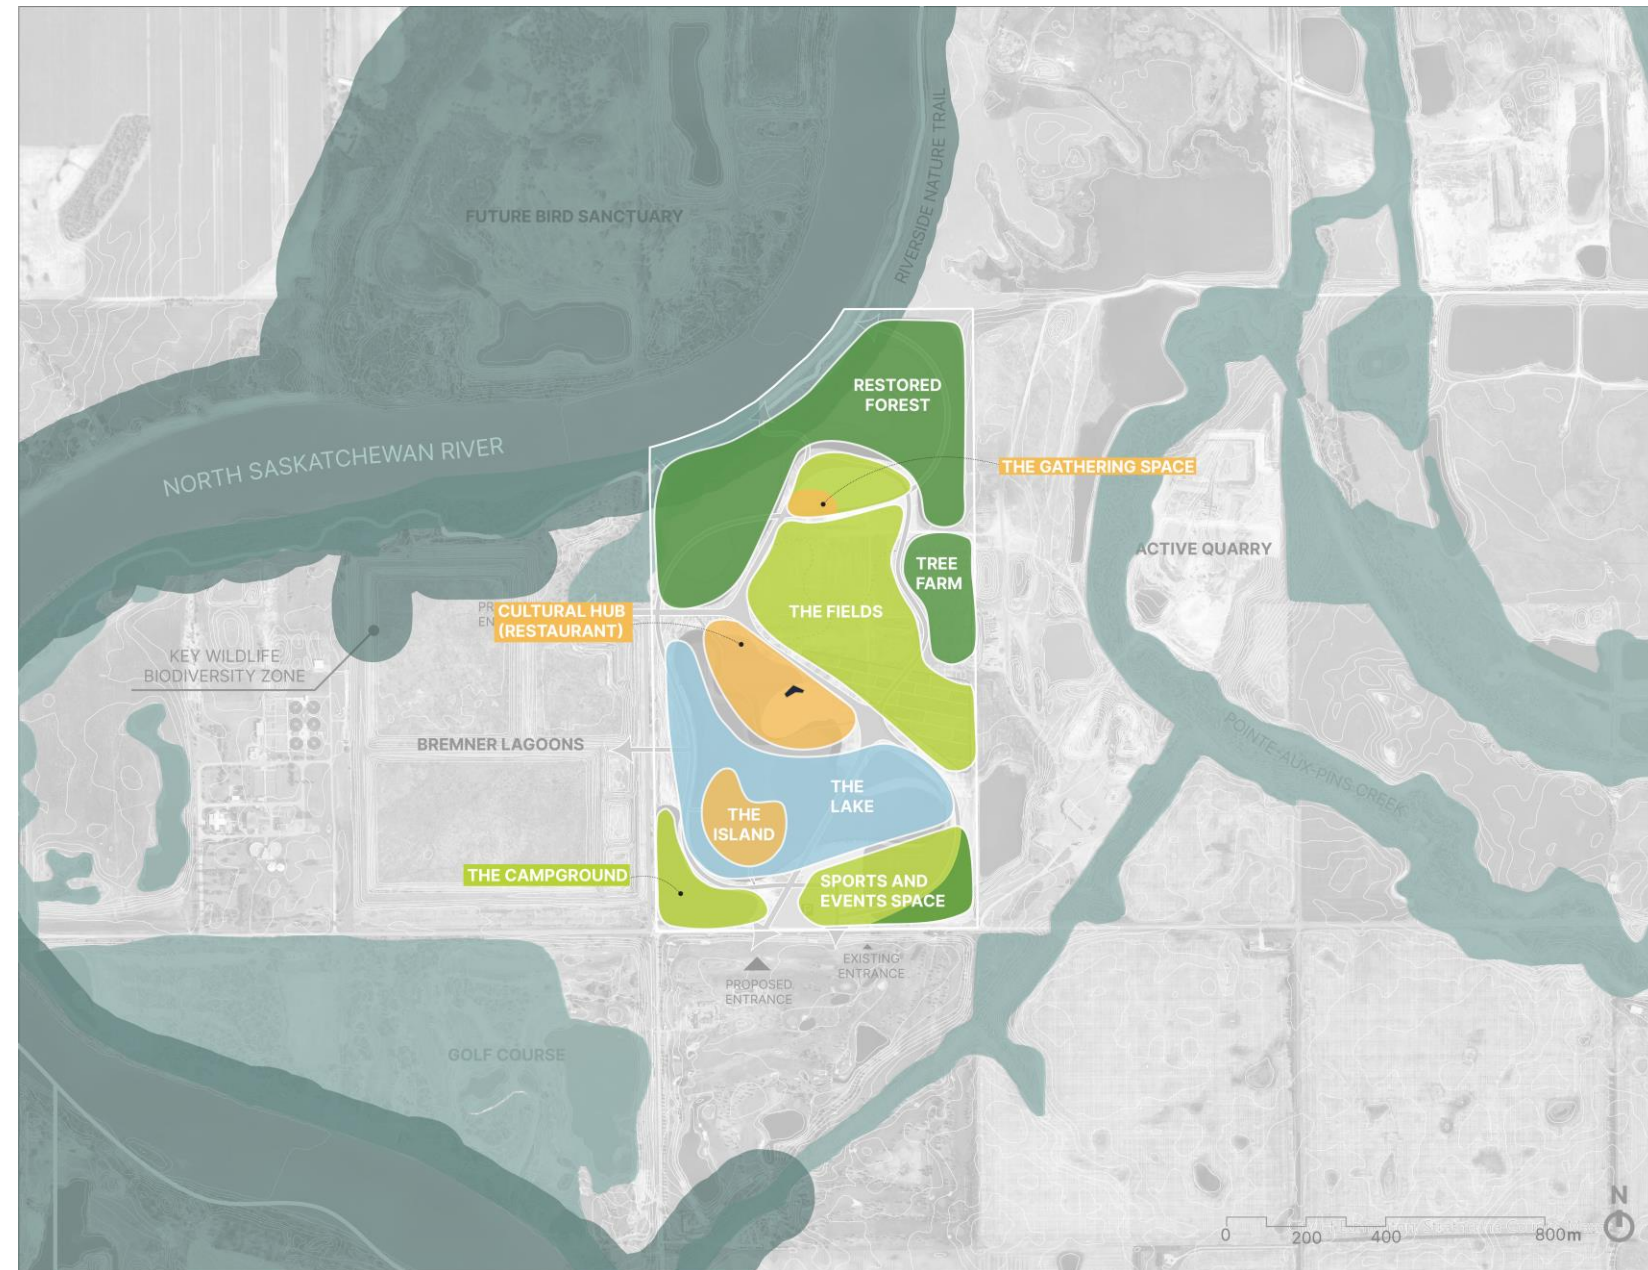 FUTURE BIRD SANCTUARY
RIVERSIDE NATURE TRAIL
RESTORED
FOREST
NORTH SASKATCHEWAN RIVER
THE GATHERING SPACE
ACTIVE QUARRY
TREE
FARM
PR
EN
CULTURAL HUB
(RESTAURANT)
THE FIELDS
KEY WILDLIFE
BIODIVERSITY ZONE
BREMNER LAGOONS
POINTE-AUX-PINS CREEK
THE
LAKE
THE
ISLAND
THE CAMPGROUND
SPORTS AND
EVENTS SPACE
EXISTING
ENTRANCE
PROPOSED
ENTRANCE
GOLF COURSE
N
0 200 400 800m